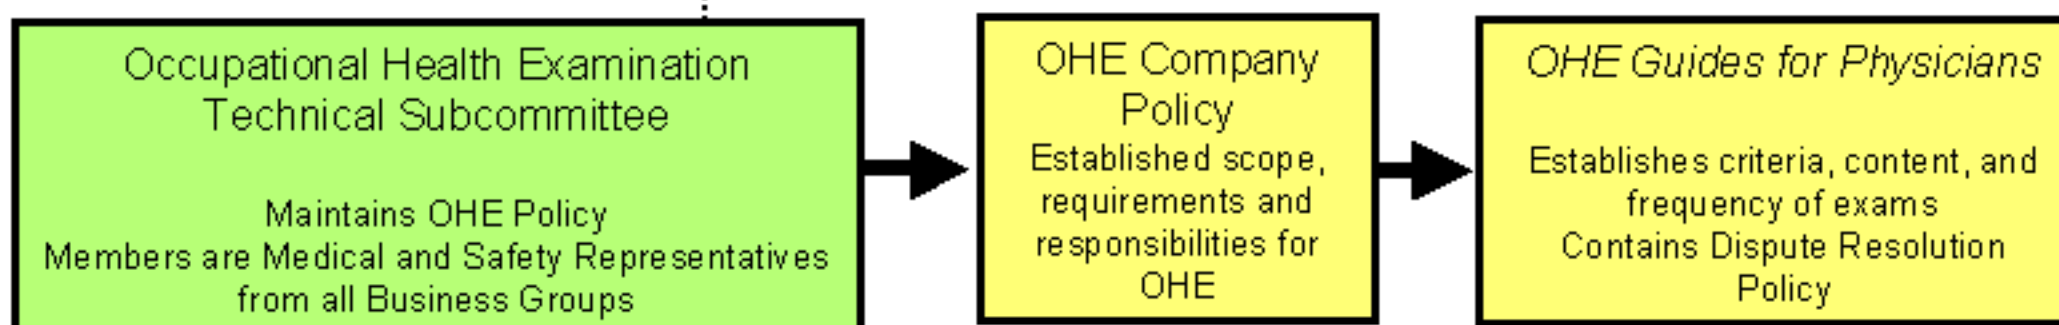 Occupational Health Examination
Technical Subcommittee
Maintains OHE Policy
Members are Medical and Safety Representatives
from all Business Groups
OHE Company
Policy
Established scope,
requirements and
responsibilities for
OHE
OHE Guides for Physicians
Establishes criteria, content, and
frequency of exams
Contains Dispute Resolution
Policy